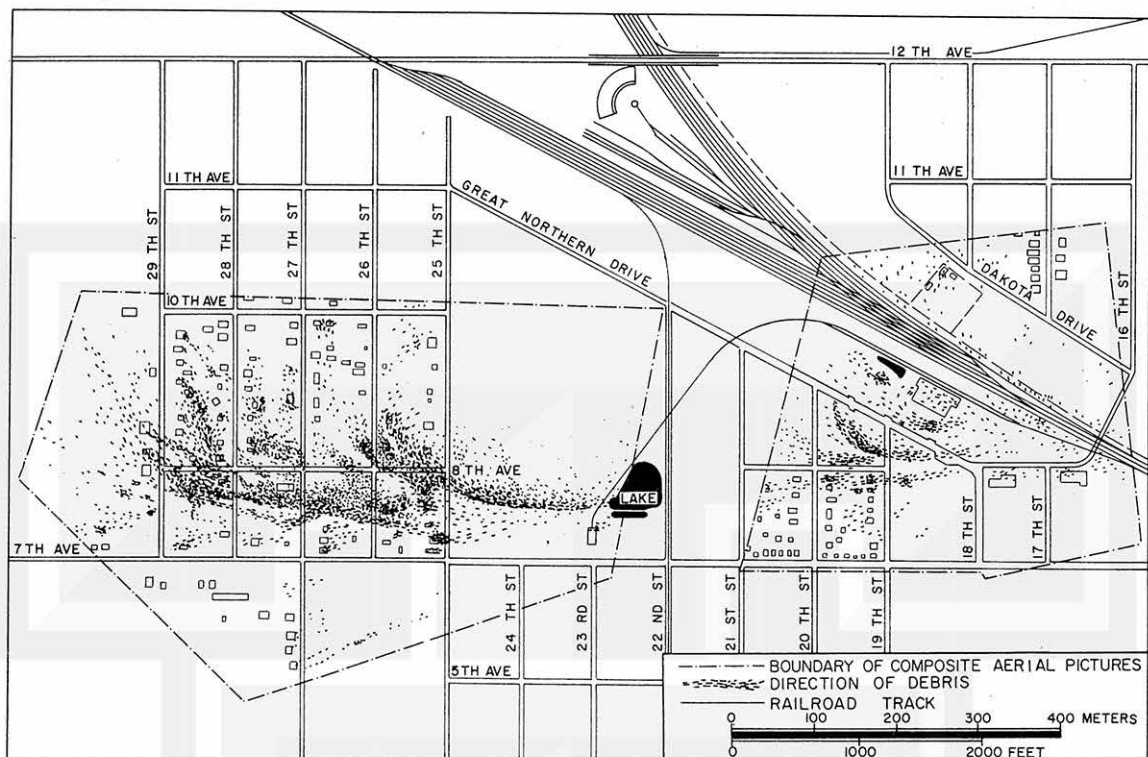 12 TH AVE
11 TH AVE
11 TH AVE
GREAT NORTHERN DRIVE
29 TH ST
28 TH ST
27 TH ST
26 TH ST
25 TH ST
DAKOTA DRIVE
16 TH ST
10 TH AVE
8 TH AVE
LAKE
7 TH AVE
24 TH ST
23 RD ST
22 ND ST
21 ST ST
20 TH ST
19 TH ST
18 TH ST
17 TH ST
5 TH AVE
BOUNDARY OF COMPOSITE AERIAL PICTURES
DIRECTION OF DEBRIS
RAILROAD TRACK
0 100 200 300 400 METERS
0 1000 2000 FEET